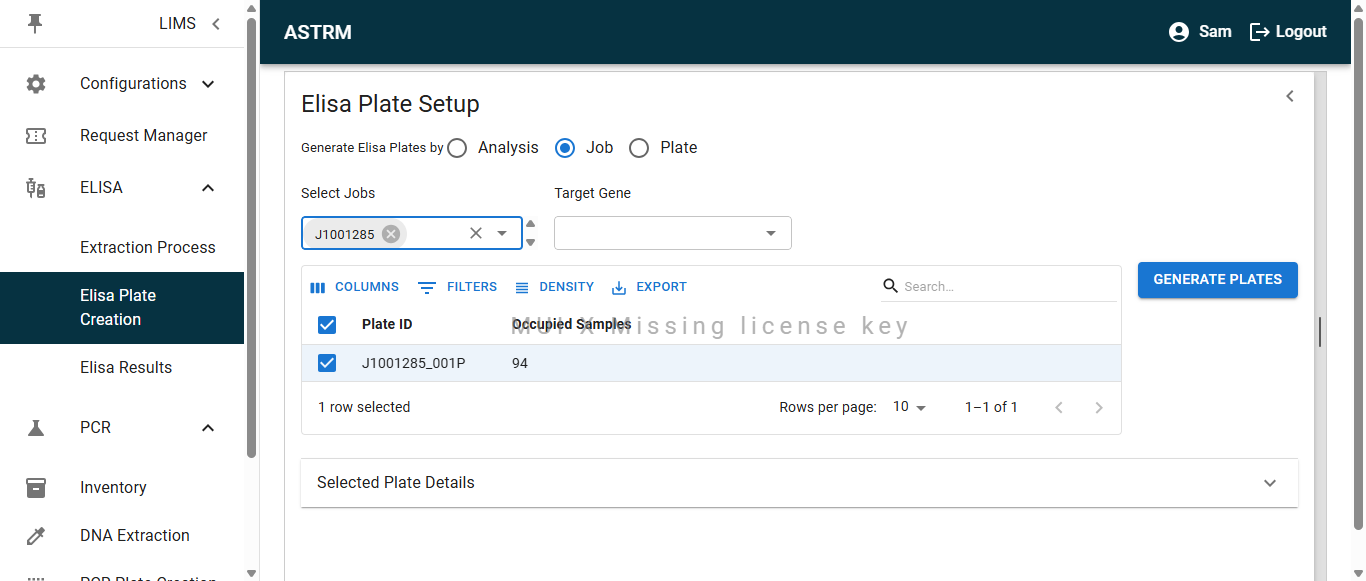 LIMS
ASTRM
Sam
Logout
Configurations
Request Manager
ELISA
Extraction Process
Elisa Plate
Creation
Elisa Results
PCR
Inventory
DNA Extraction
PCR Plate Creation
Elisa Plate Setup
Generate Elisa Plates by Analysis Job Plate
Select Jobs Target Gene
J1001285
COLUMNS FILTERS DENSITY EXPORT Search...
GENERATE PLATES
Plate ID Occupied Samples
MUI X Missing license key
J1001285_001P 94
1 row selected Rows per page: 10 1–1 of 1
Selected Plate Details